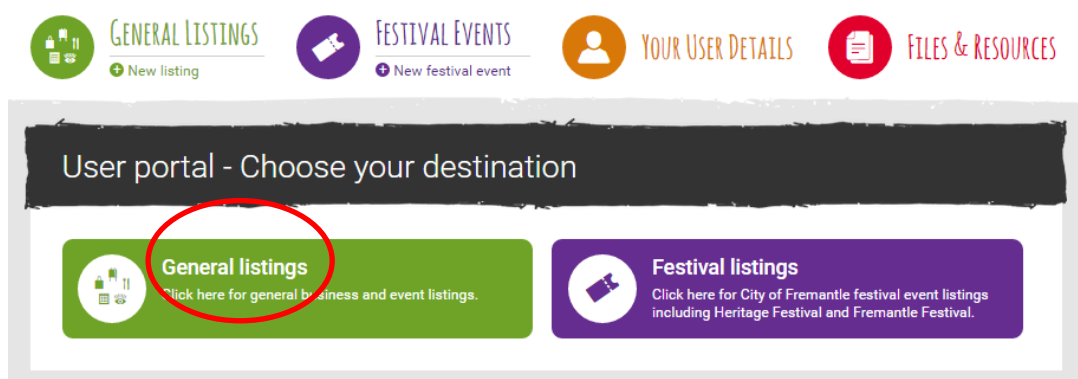 GENERAL LISTINGS
New listing
FESTIVAL EVENTS
New festival event
YOUR USER DETAILS
FILES & RESOURCES
User portal - Choose your destination
General listings
Click here for general business and event listings.
Festival listings
Click here for City of Fremantle festival event listings
including Heritage Festival and Fremantle Festival.